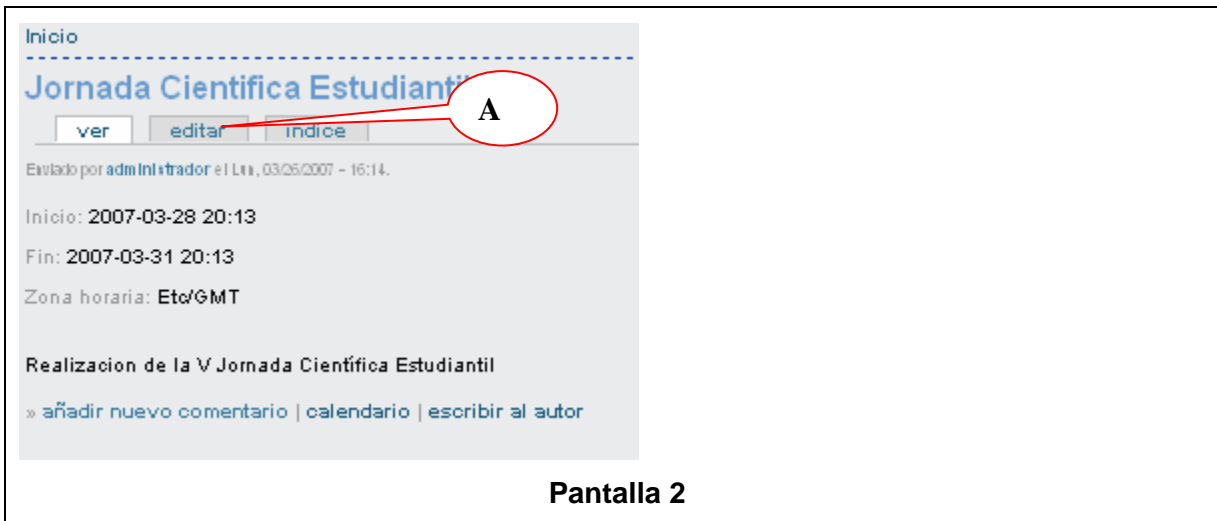 Inicio
Jornada Científica Estudiantil
A
ver editar índice
Enviado por administrador el Lun, 03/26/2007 - 16:14.
Inicio: 2007-03-28 20:13
Fin: 2007-03-31 20:13
Zona horaria: Etc/GMT
Realizacion de la V Jornada Científica Estudiantil
» añadir nuevo comentario | calendario | escribir al autor
Pantalla 2